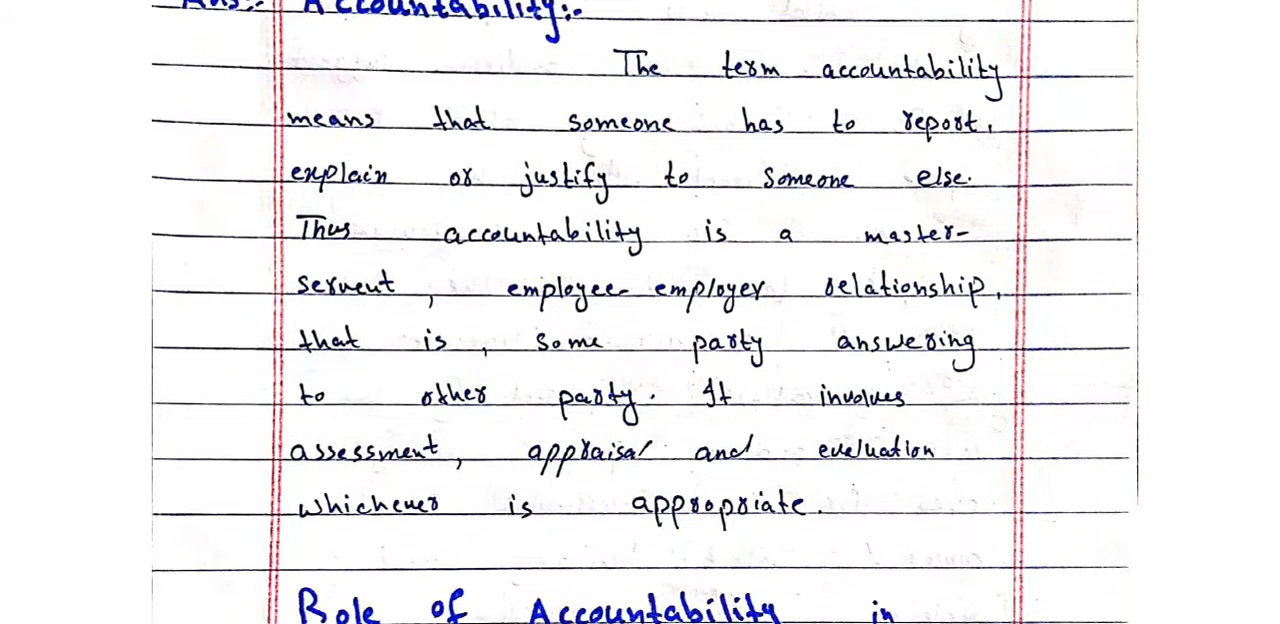 Ans:- Accountability:-
The term accountability
means that someone has to report,
explain or justify to someone else.
Thus accountability is a master-
servent, employee- employer relationship,
that is, some party answering
to other party. It involves
assessment, appraisal and evaluation
whichever is appropriate.
Role of Accountability in